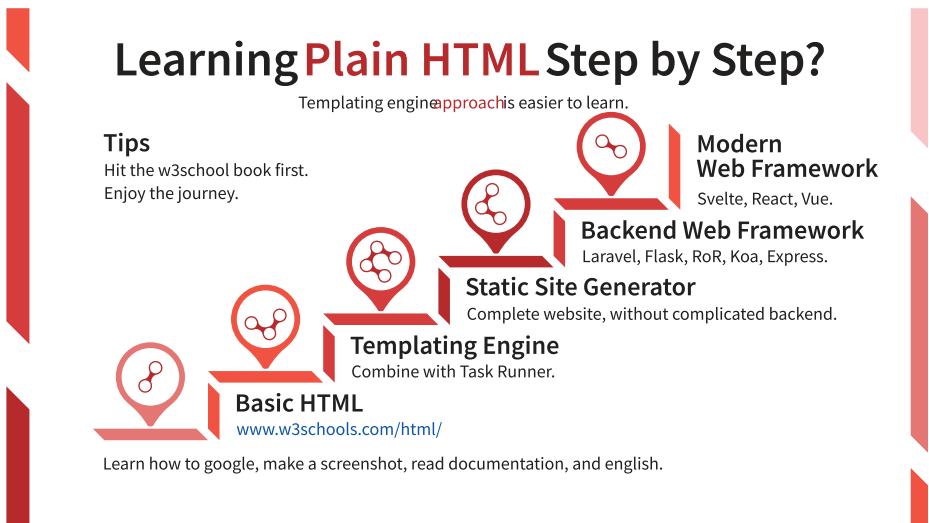 Learning Plain HTML Step by Step?
Templating engine approach is easier to learn.
Tips
Hit the w3school book first.
Enjoy the journey.
Modern
Web Framework
Svelte, React, Vue.
Backend Web Framework
Laravel, Flask, RoR, Koa, Express.
Static Site Generator
Complete website, without complicated backend.
Templating Engine
Combine with Task Runner.
Basic HTML
www.w3schools.com/html/
Learn how to google, make a screenshot, read documentation, and english.